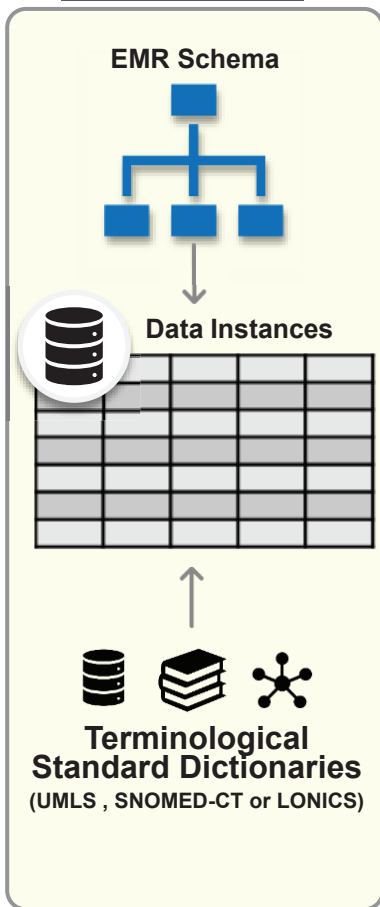 EMR Schema
Data Instances
Terminological
Standard Dictionaries
(UMLS , SNOMED-CT or LONICS)